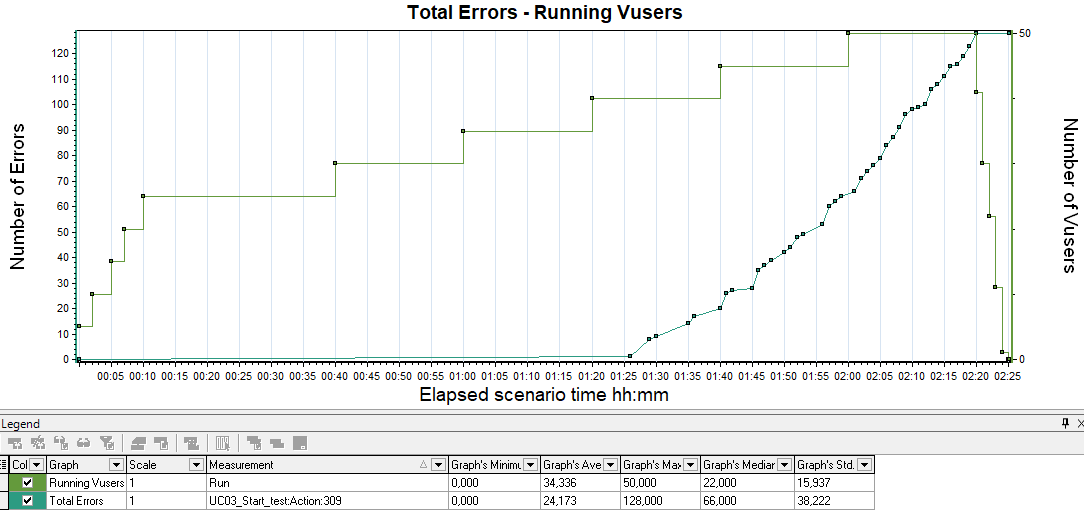 Total Errors - Running Vusers
Number of Errors
120
110
100
90
80
70
60
50
40
30
20
10
0
50
0
Number of Vusers
00:05 00:10 00:15 00:20 00:25 00:30 00:35 00:40 00:45 00:50 00:55 01:00 01:05 01:10 01:15 01:20 01:25 01:30 01:35 01:40 01:45 01:50 01:55 02:00 02:05 02:10 02:15 02:20 02:25
Elapsed scenario time hh:mm
Legend
Col Graph Scale Measurement Graph's Minimu Graph's Ave Graph's Max Graph's Median Graph's Std.
Running Vusers 1 Run 0,000 34,336 50,000 22,000 15,937
Total Errors 1 UC03_Start_test:Action:309 0,000 24,173 128,000 66,000 38,222